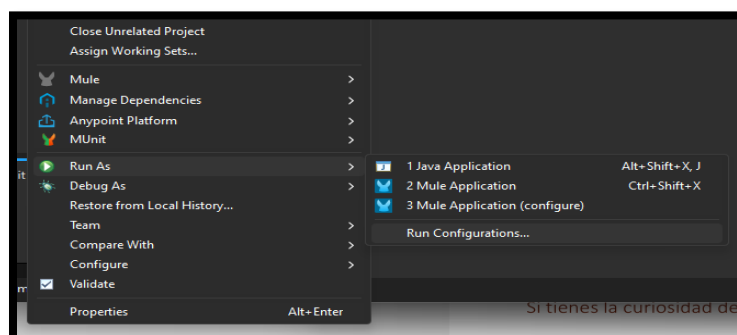 Close Unrelated Project
Assign Working Sets...
Mule
Manage Dependencies
Anypoint Platform
MUnit
it
Run As
Debug As
Restore from Local History...
Team
Compare With
Configure
m
Validate
Properties Alt+Enter
1 Java Application Alt+Shift+X, J
2 Mule Application Ctrl+Shift+X
3 Mule Application (configure)
Run Configurations...
Si tienes la curiosidad de